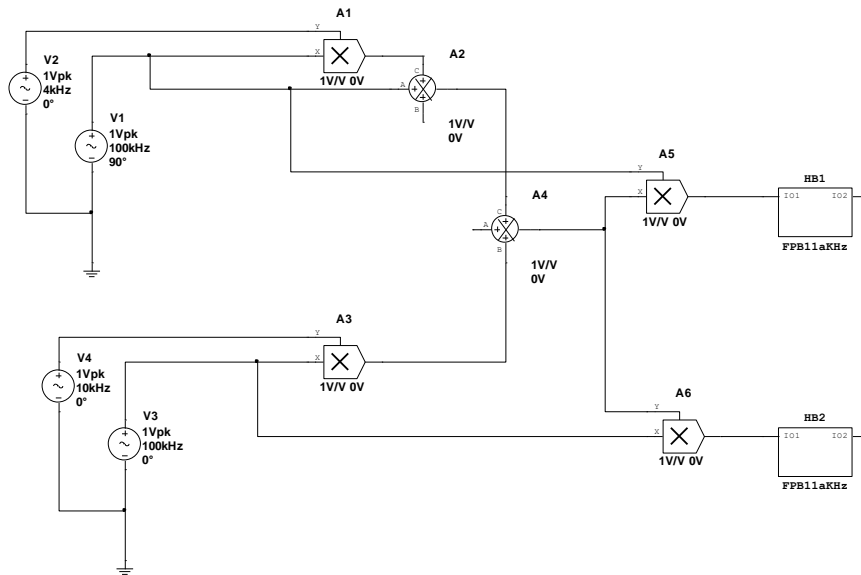 A1
Y
X
1V/V 0V
V2
1Vpk
4kHz
0°
V1
1Vpk
100kHz
90°
A2
C
A
B
1V/V
0V
A5
Y
X
1V/V 0V
HB1
IO1 IO2
FPB11aKHz
A4
C
A
B
1V/V
0V
A3
Y
X
1V/V 0V
V4
1Vpk
10kHz
0°
V3
1Vpk
100kHz
0°
A6
Y
X
1V/V 0V
HB2
IO1 IO2
FPB11aKHz